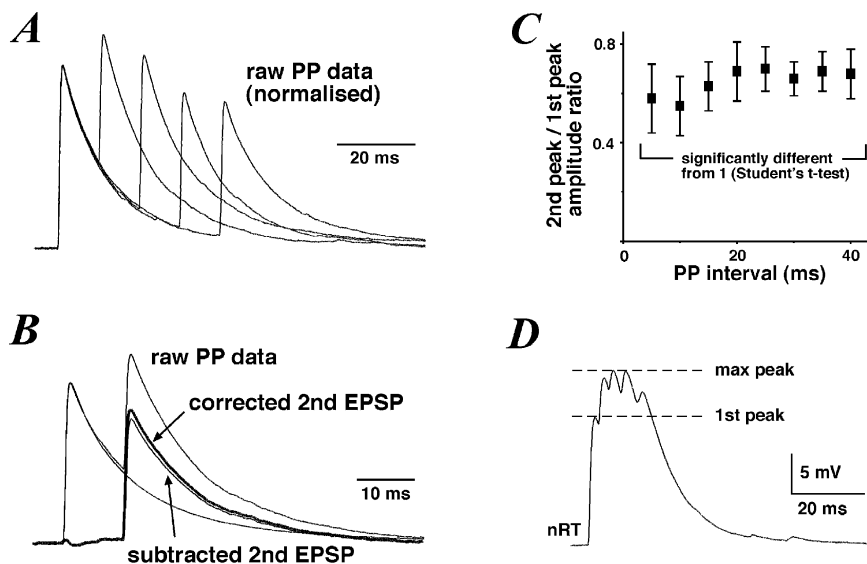 A
raw PP data
(normalised)
20 ms
B
raw PP data
corrected 2nd EPSP
10 ms
subtracted 2nd EPSP
C
2nd peak / 1st peak
amplitude ratio
0.8
0.4
significantly different
from 1 (Student's t-test)
0
20
40
PP interval (ms)
D
max peak
1st peak
5 mV
20 ms
nRT